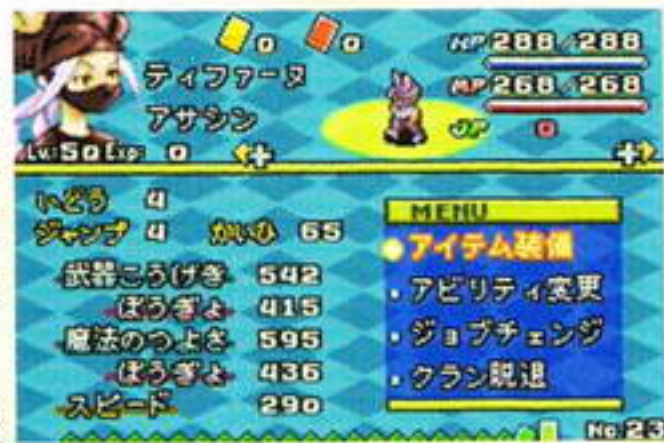 0 0
HP 288/288
MP 268/268
JP 0
ティファーヌ
アサシン
Lv.50 Exp. 0
いどう 4
ジャンプ 4 かいひ 65
武器こうげき 542
ぼうぎょ 415
魔法のつよさ 595
ぼうぎょ 436
スピード 290
MENU
アイテム装備
アビリティ変更
ジョブチェンジ
クラン脱退
No.23